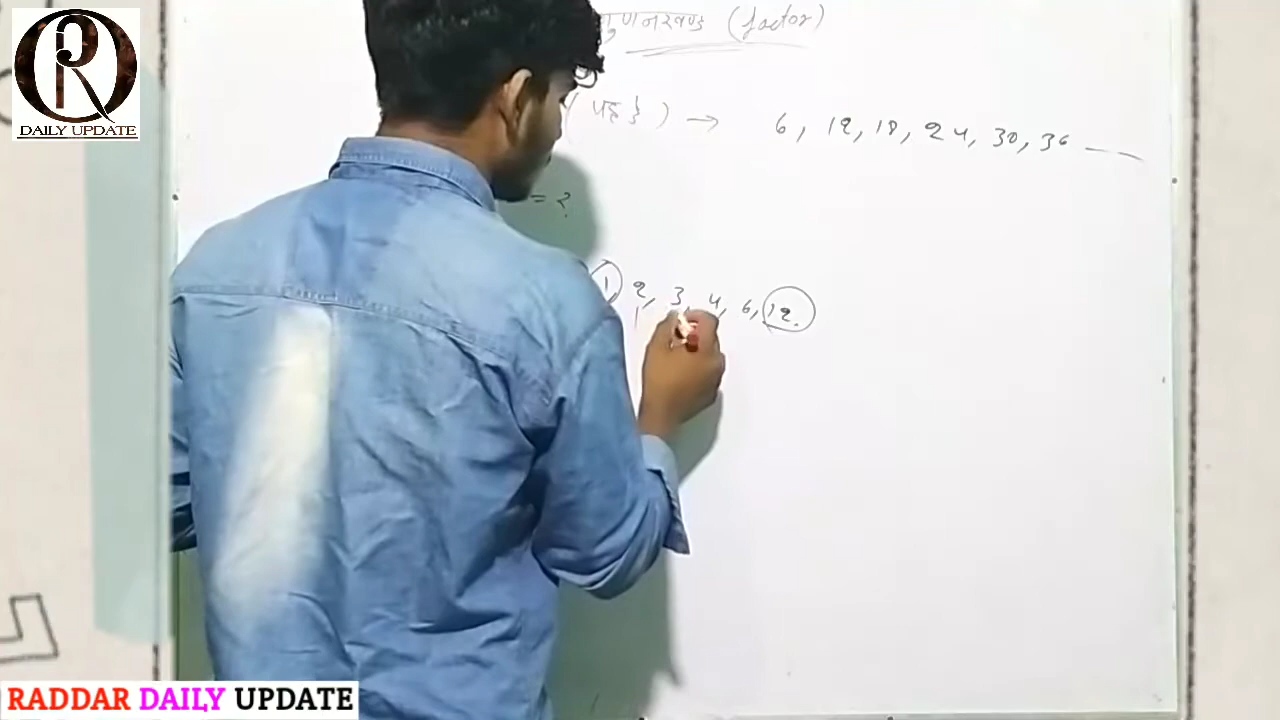 DAILY UPDATE
गुणनखण्ड (factor)
→ 6, 12, 18, 24, 30, 36
= ?
1, 2, 3, 4, 6, 12.
RADDAR DAILY UPDATE